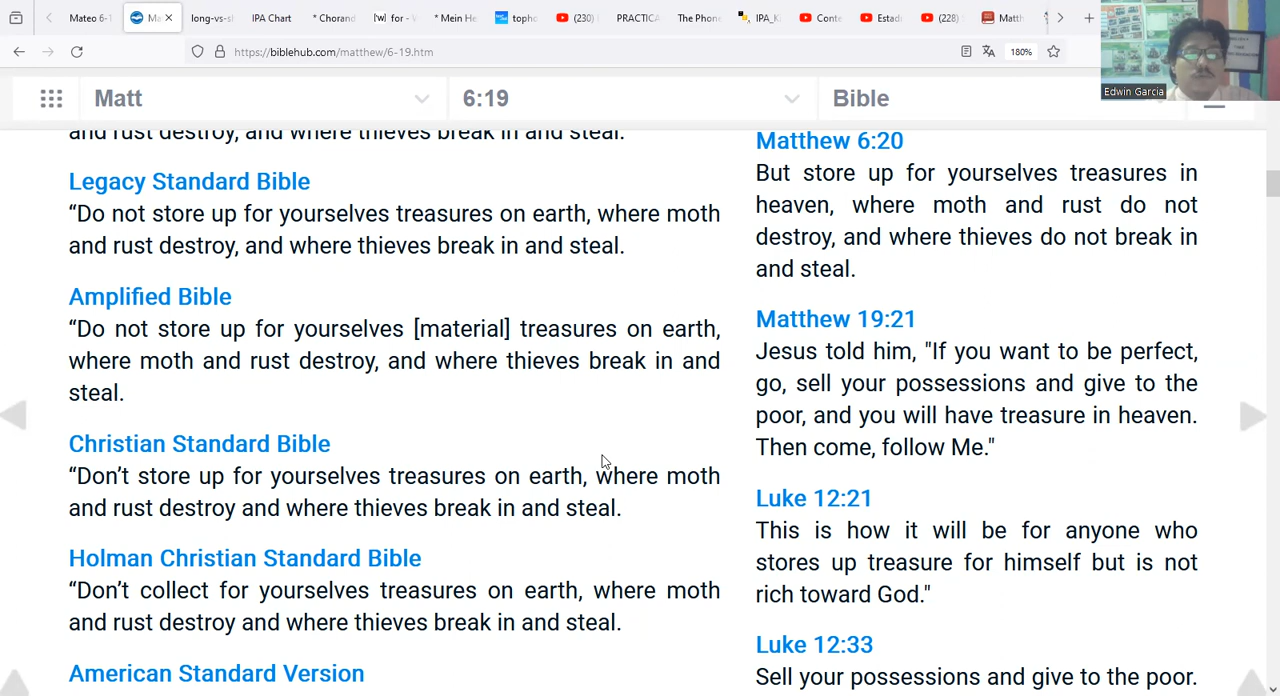 Mateo 6-1
Ma
long-vs-sl
IPA Chart
* Chorand
[w] for -
* Mein He
topho
(230)
PRACTICA
The Phone
IPA_K
Conte
Estad
(228)
Matth
https://biblehub.com/matthew/6-19.htm
180%
Edwin Garcia
Matt
6:19
Bible
and rust destroy, and where thieves break in and steal.
Legacy Standard Bible
“Do not store up for yourselves treasures on earth, where moth
and rust destroy, and where thieves break in and steal.
Amplified Bible
“Do not store up for yourselves [material] treasures on earth,
where moth and rust destroy, and where thieves break in and
steal.
Christian Standard Bible
“Don’t store up for yourselves treasures on earth, where moth
and rust destroy and where thieves break in and steal.
Holman Christian Standard Bible
“Don’t collect for yourselves treasures on earth, where moth
and rust destroy and where thieves break in and steal.
American Standard Version
Matthew 6:20
But store up for yourselves treasures in
heaven, where moth and rust do not
destroy, and where thieves do not break in
and steal.
Matthew 19:21
Jesus told him, "If you want to be perfect,
go, sell your possessions and give to the
poor, and you will have treasure in heaven.
Then come, follow Me."
Luke 12:21
This is how it will be for anyone who
stores up treasure for himself but is not
rich toward God."
Luke 12:33
Sell your possessions and give to the poor.